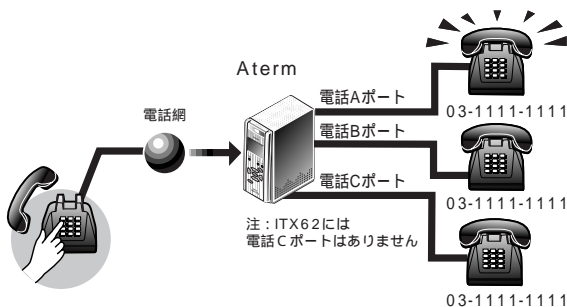 Aterm
電話網
電話Aポート
03-1111-1111
電話Bポート
03-1111-1111
電話Cポート
03-1111-1111
注：ITX62には
電話Cポートはありません